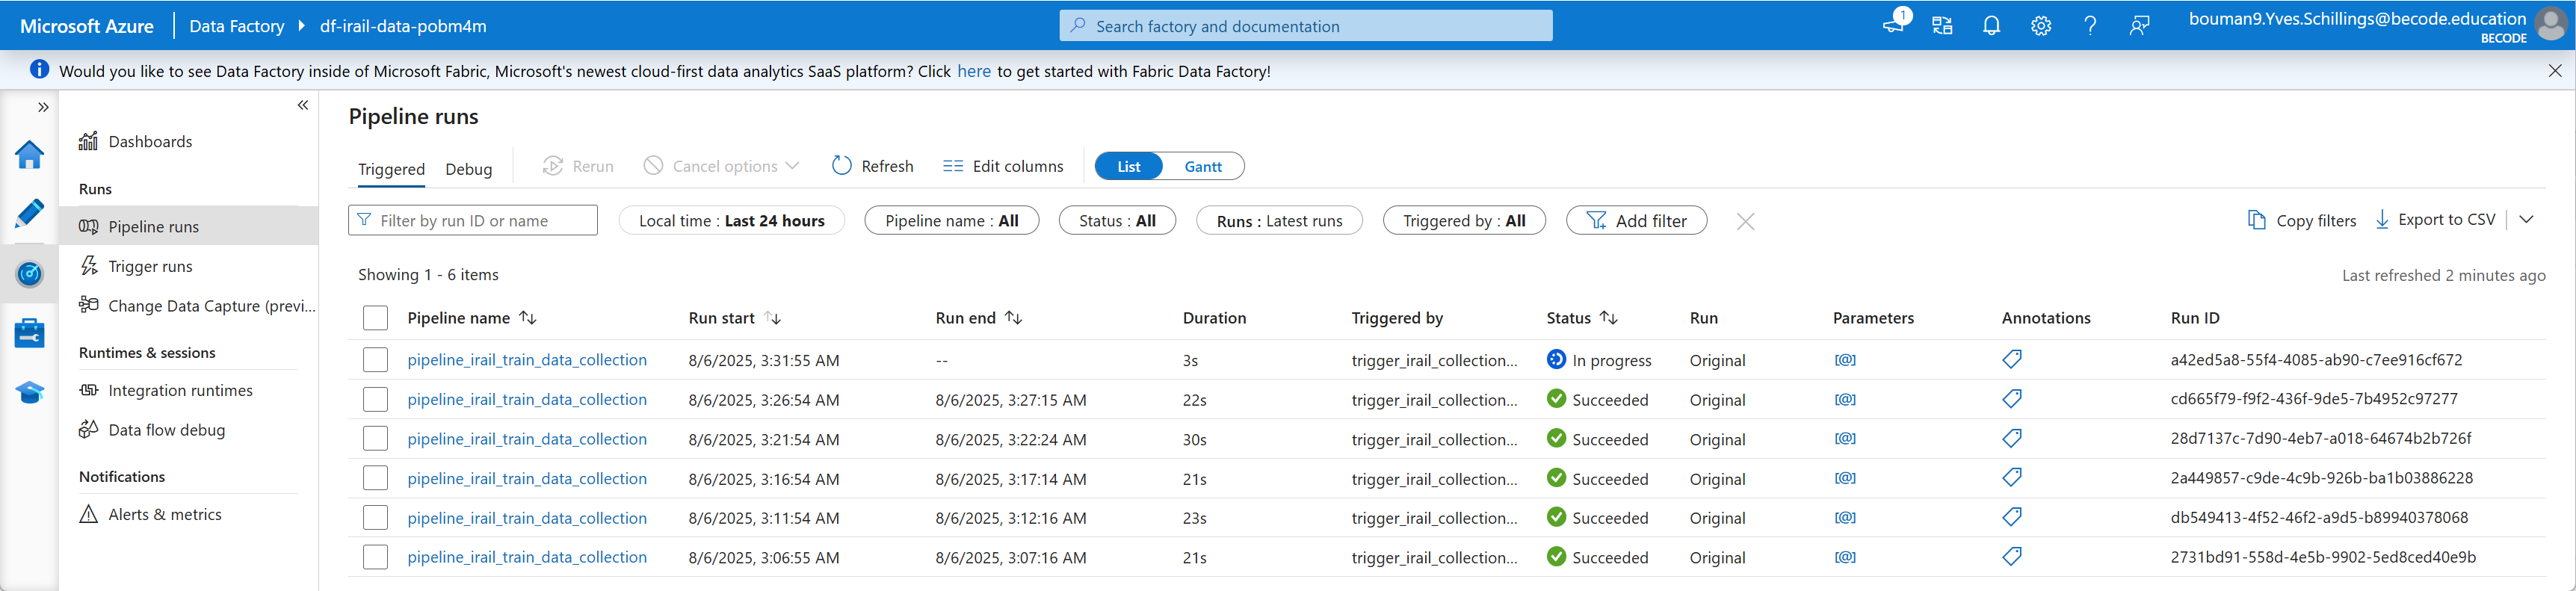 Microsoft Azure Data Factory df-irail-data-pobm4m Search factory and documentation 1 bouman9.Yves.Schillings@becode.education
BECODE
Would you like to see Data Factory inside of Microsoft Fabric, Microsoft's newest cloud-first data analytics SaaS platform? Click here to get started with Fabric Data Factory!
Dashboards
Runs
Pipeline runs
Trigger runs
Change Data Capture (previ...
Runtimes & sessions
Integration runtimes
Data flow debug
Notifications
Alerts & metrics
Pipeline runs
Triggered Debug Rerun Cancel options Refresh Edit columns List Gantt
Filter by run ID or name Local time : Last 24 hours Pipeline name : All Status : All Runs : Latest runs Triggered by : All Add filter Copy filters Export to CSV
Showing 1 - 6 items Last refreshed 2 minutes ago
Pipeline name Run start Run end Duration Triggered by Status Run Parameters Annotations Run ID
pipeline_irail_train_data_collection 8/6/2025, 3:31:55 AM -- 3s trigger_irail_collection... In progress Original [@] a42ed5a8-55f4-4085-ab90-c7ee916cf672
pipeline_irail_train_data_collection 8/6/2025, 3:26:54 AM 8/6/2025, 3:27:15 AM 22s trigger_irail_collection... Succeeded Original [@] cd665f79-f9f2-436f-9de5-7b4952c97277
pipeline_irail_train_data_collection 8/6/2025, 3:21:54 AM 8/6/2025, 3:22:24 AM 30s trigger_irail_collection... Succeeded Original [@] 28d7137c-7d90-4eb7-a018-64674b2b726f
pipeline_irail_train_data_collection 8/6/2025, 3:16:54 AM 8/6/2025, 3:17:14 AM 21s trigger_irail_collection... Succeeded Original [@] 2a449857-c9de-4c9b-926b-ba1b03886228
pipeline_irail_train_data_collection 8/6/2025, 3:11:54 AM 8/6/2025, 3:12:16 AM 23s trigger_irail_collection... Succeeded Original [@] db549413-4f52-46f2-a9d5-b89940378068
pipeline_irail_train_data_collection 8/6/2025, 3:06:55 AM 8/6/2025, 3:07:16 AM 21s trigger_irail_collection... Succeeded Original [@] 2731bd91-558d-4e5b-9902-5ed8ced40e9b